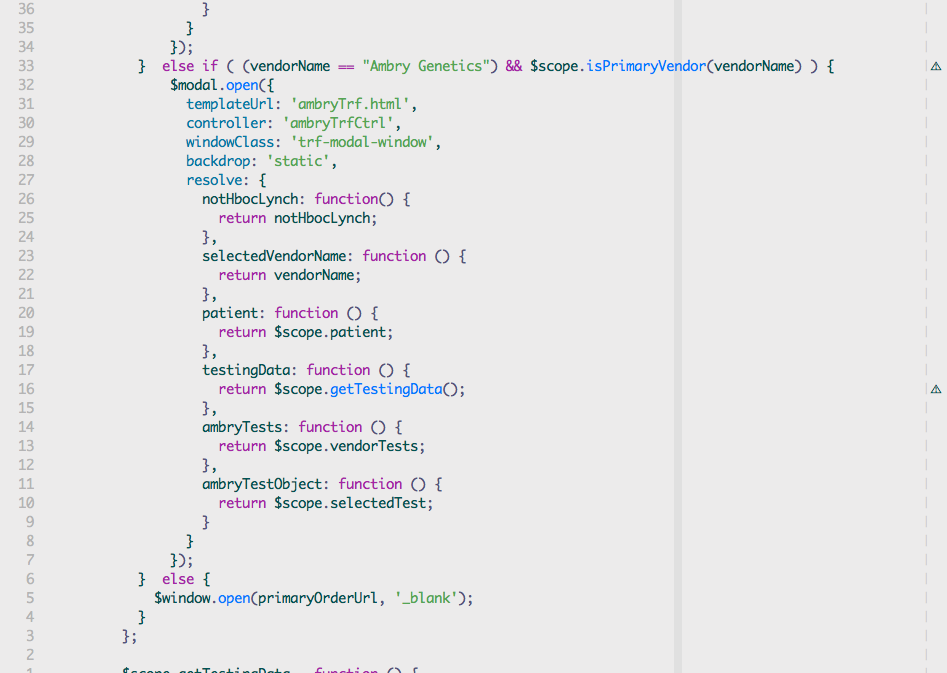 36 }
35 }
34 });
33 } else if ( (vendorName == "Ambry Genetics") && $scope.isPrimaryVendor(vendorName) ) {
32 $modal.open({
31 templateUrl: 'ambryTrf.html',
30 controller: 'ambryTrfCtrl',
29 windowClass: 'trf-modal-window',
28 backdrop: 'static',
27 resolve: {
26 notHbocLynch: function() {
25 return notHbocLynch;
24 },
23 selectedVendorName: function () {
22 return vendorName;
21 },
20 patient: function () {
19 return $scope.patient;
18 },
17 testingData: function () {
16 return $scope.getTestingData();
15 },
14 ambryTests: function () {
13 return $scope.vendorTests;
12 },
11 ambryTestObject: function () {
10 return $scope.selectedTest;
9 }
8 }
7 });
6 } else {
5 $window.open(primaryOrderUrl, '_blank');
4 }
3 };
2
1 $scope.getTestingData = function () {